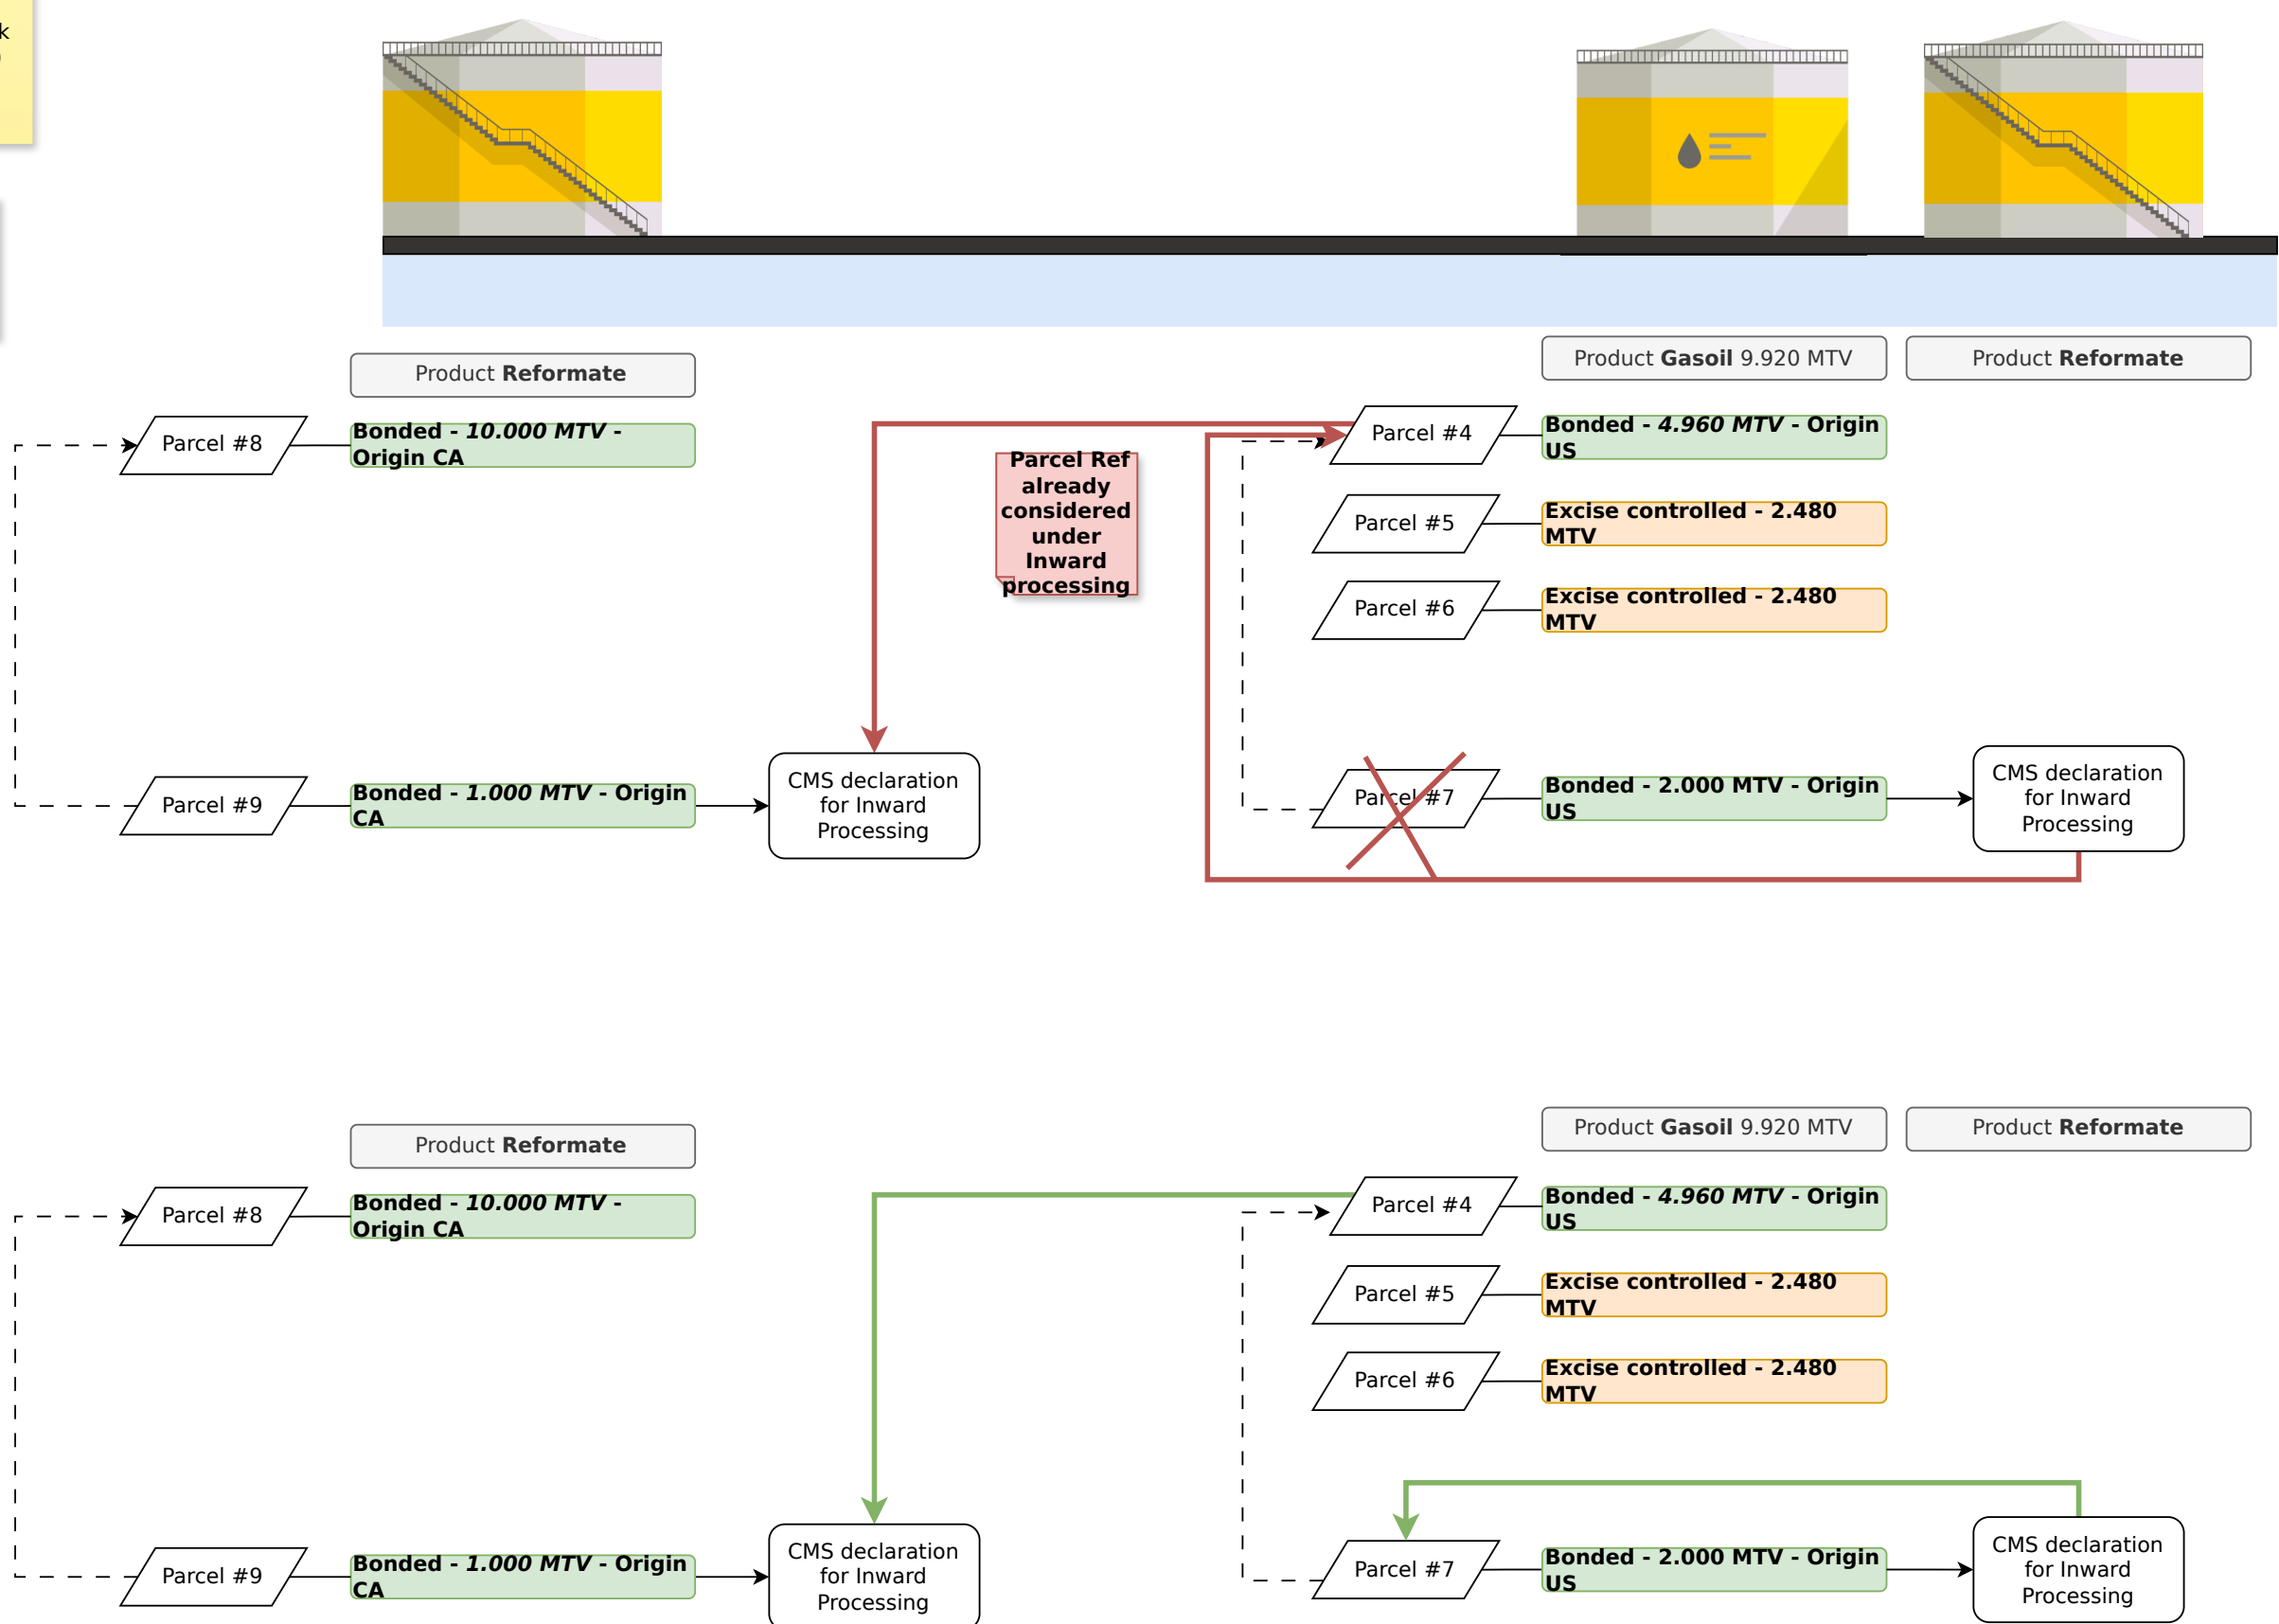 Product Gasoil 9.920 MTV
Product Reformate
Product Reformate
Parcel #8
Bonded - 10.000 MTV -
Origin CA
Parcel #4
Bonded - 4.960 MTV - Origin
US
Parcel Ref
already
considered
under
Inward
processing
Parcel #5
Excise controlled - 2.480
MTV
Parcel #6
Excise controlled - 2.480
MTV
Parcel #9
Bonded - 1.000 MTV - Origin
CA
CMS declaration
for Inward
Processing
Parcel #7
Bonded - 2.000 MTV - Origin
US
CMS declaration
for Inward
Processing
Product Gasoil 9.920 MTV
Product Reformate
Product Reformate
Parcel #8
Bonded - 10.000 MTV -
Origin CA
Parcel #4
Bonded - 4.960 MTV - Origin
US
Parcel #5
Excise controlled - 2.480
MTV
Parcel #6
Excise controlled - 2.480
MTV
Parcel #9
Bonded - 1.000 MTV - Origin
CA
CMS declaration
for Inward
Processing
Parcel #7
Bonded - 2.000 MTV - Origin
US
CMS declaration
for Inward
Processing